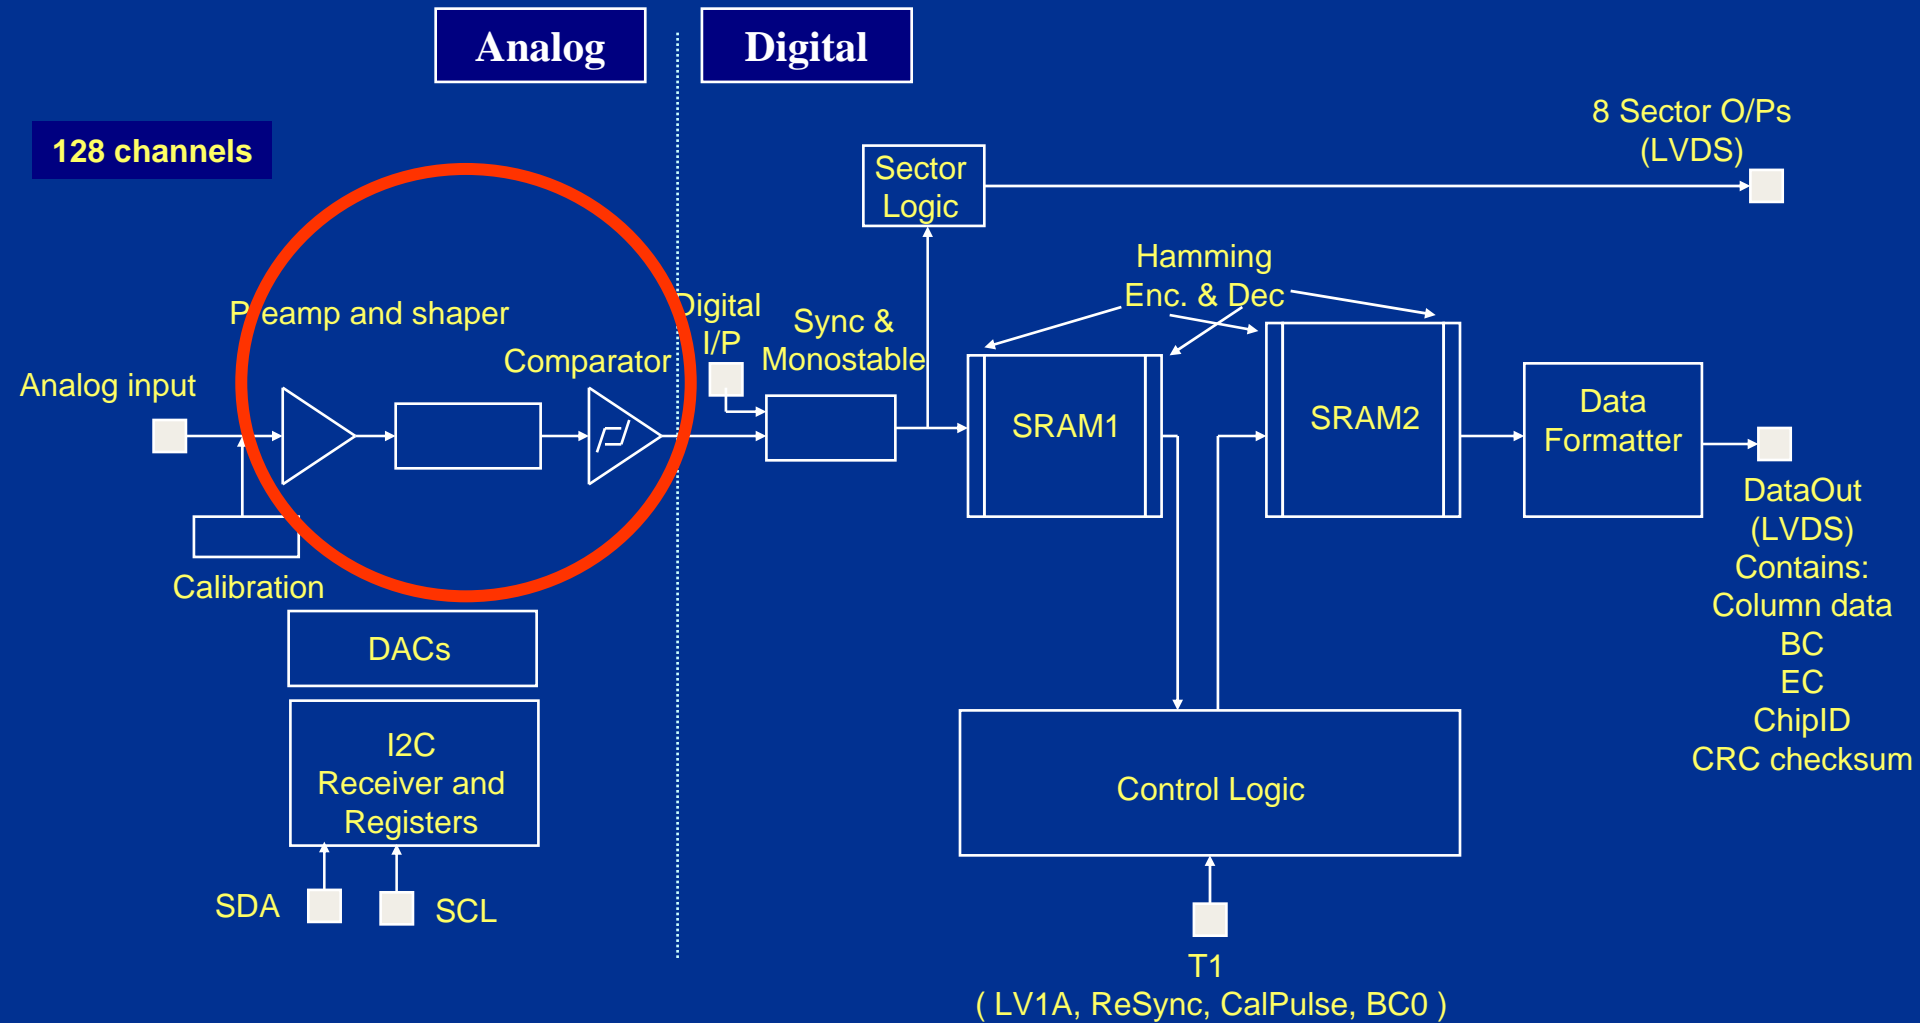 Analog
Digital
128 channels
8 Sector O/Ps
(LVDS)
Sector
Logic
Hamming
Enc. & Dec
Preamp and shaper
Digital
I/P
Sync &
Monostable
Comparator
Analog input
SRAM1
SRAM2
Data
Formatter
DataOut
(LVDS)
Contains:
Column data
BC
EC
ChipID
CRC checksum
Calibration
DACs
I2C
Receiver and
Registers
Control Logic
SDA
SCL
T1
( LV1A, ReSync, CalPulse, BC0 )